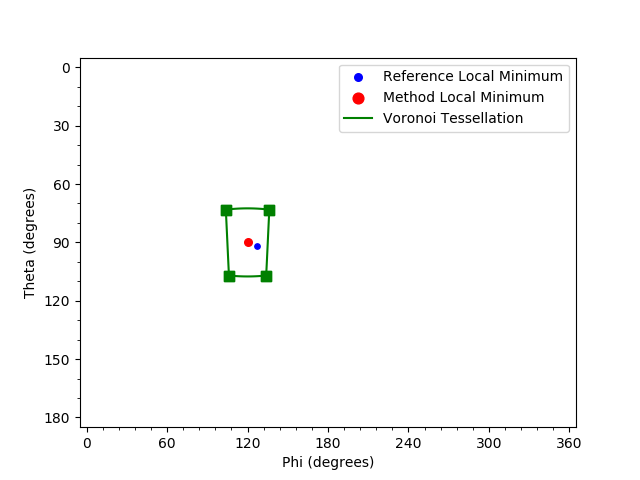 Reference Local Minimum
Method Local Minimum
Voronoi Tessellation
Theta (degrees)
0
30
60
90
120
150
180
0 60 120 180 240 300 360
Phi (degrees)